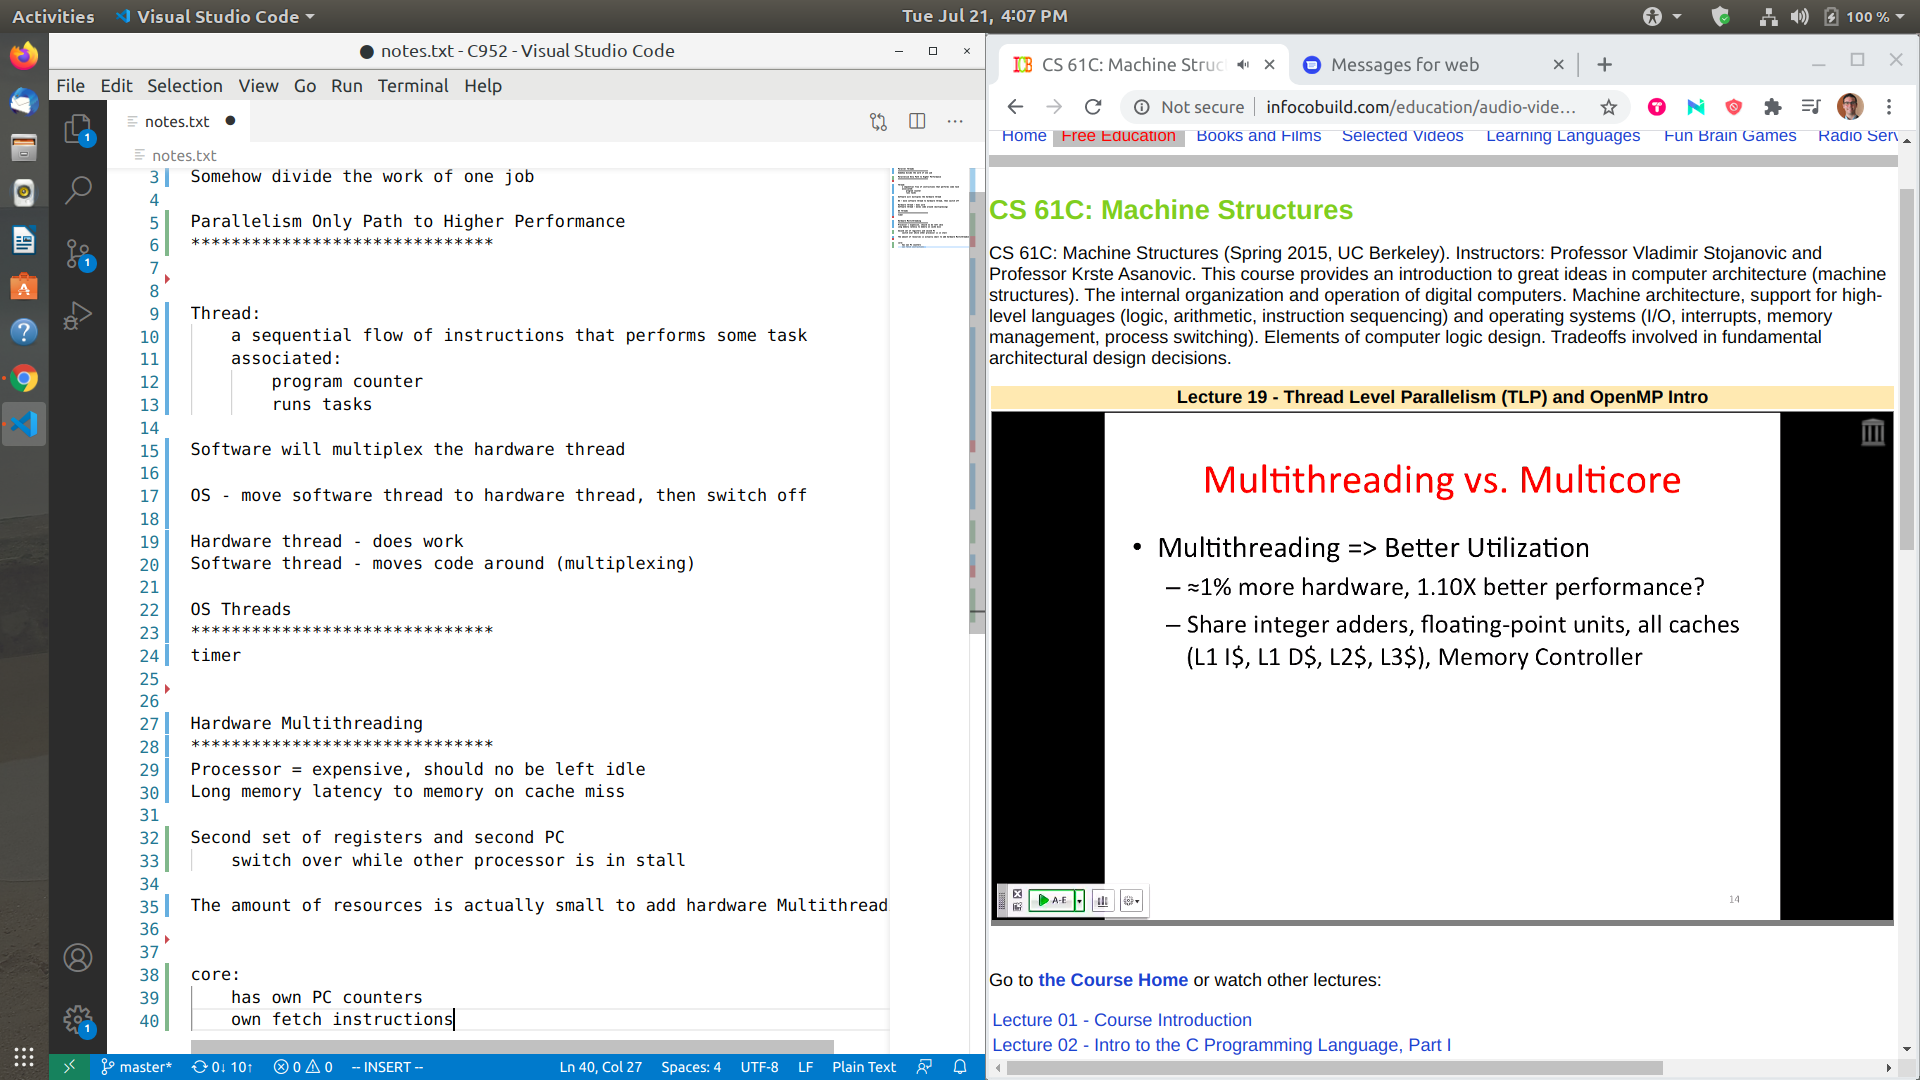 Activities
Visual Studio Code
Tue Jul 21, 4:07 PM
100 %
● notes.txt - C952 - Visual Studio Code
File Edit Selection View Go Run Terminal Help
notes.txt
notes.txt
3 Somehow divide the work of one job
4
5 Parallelism Only Path to Higher Performance
6 ******************************
7
8
9 Thread:
10 a sequential flow of instructions that performs some task
11 associated:
12 program counter
13 runs tasks
14
15 Software will multiplex the hardware thread
16
17 OS - move software thread to hardware thread, then switch off
18
19 Hardware thread - does work
20 Software thread - moves code around (multiplexing)
21
22 OS Threads
23 ******************************
24 timer
25
26
27 Hardware Multithreading
28 ******************************
29 Processor = expensive, should no be left idle
30 Long memory latency to memory on cache miss
31
32 Second set of registers and second PC
33 switch over while other processor is in stall
34
35 The amount of resources is actually small to add hardware Multithread
36
37
38 core:
39 has own PC counters
40 own fetch instructions
1
1
1
master* 0↓ 10↑ 0 0 -- INSERT -- Ln 40, Col 27 Spaces: 4 UTF-8 LF Plain Text
CS 61C: Machine Struc
Messages for web
Not secure
infocobuild.com/education/audio-vide...
Home Free Education Books and Films Selected Videos Learning Languages Fun Brain Games Radio Serv
CS 61C: Machine Structures
CS 61C: Machine Structures (Spring 2015, UC Berkeley). Instructors: Professor Vladimir Stojanovic and
Professor Krste Asanovic. This course provides an introduction to great ideas in computer architecture (machine
structures). The internal organization and operation of digital computers. Machine architecture, support for high-
level languages (logic, arithmetic, instruction sequencing) and operating systems (I/O, interrupts, memory
management, process switching). Elements of computer logic design. Tradeoffs involved in fundamental
architectural design decisions.
Lecture 19 - Thread Level Parallelism (TLP) and OpenMP Intro
Multithreading vs. Multicore
• Multithreading => Better Utilization
– ≈1% more hardware, 1.10X better performance?
– Share integer adders, floating-point units, all caches
(L1 I$, L1 D$, L2$, L3$), Memory Controller
A-E
14
Go to the Course Home or watch other lectures:
Lecture 01 - Course Introduction
Lecture 02 - Intro to the C Programming Language, Part I